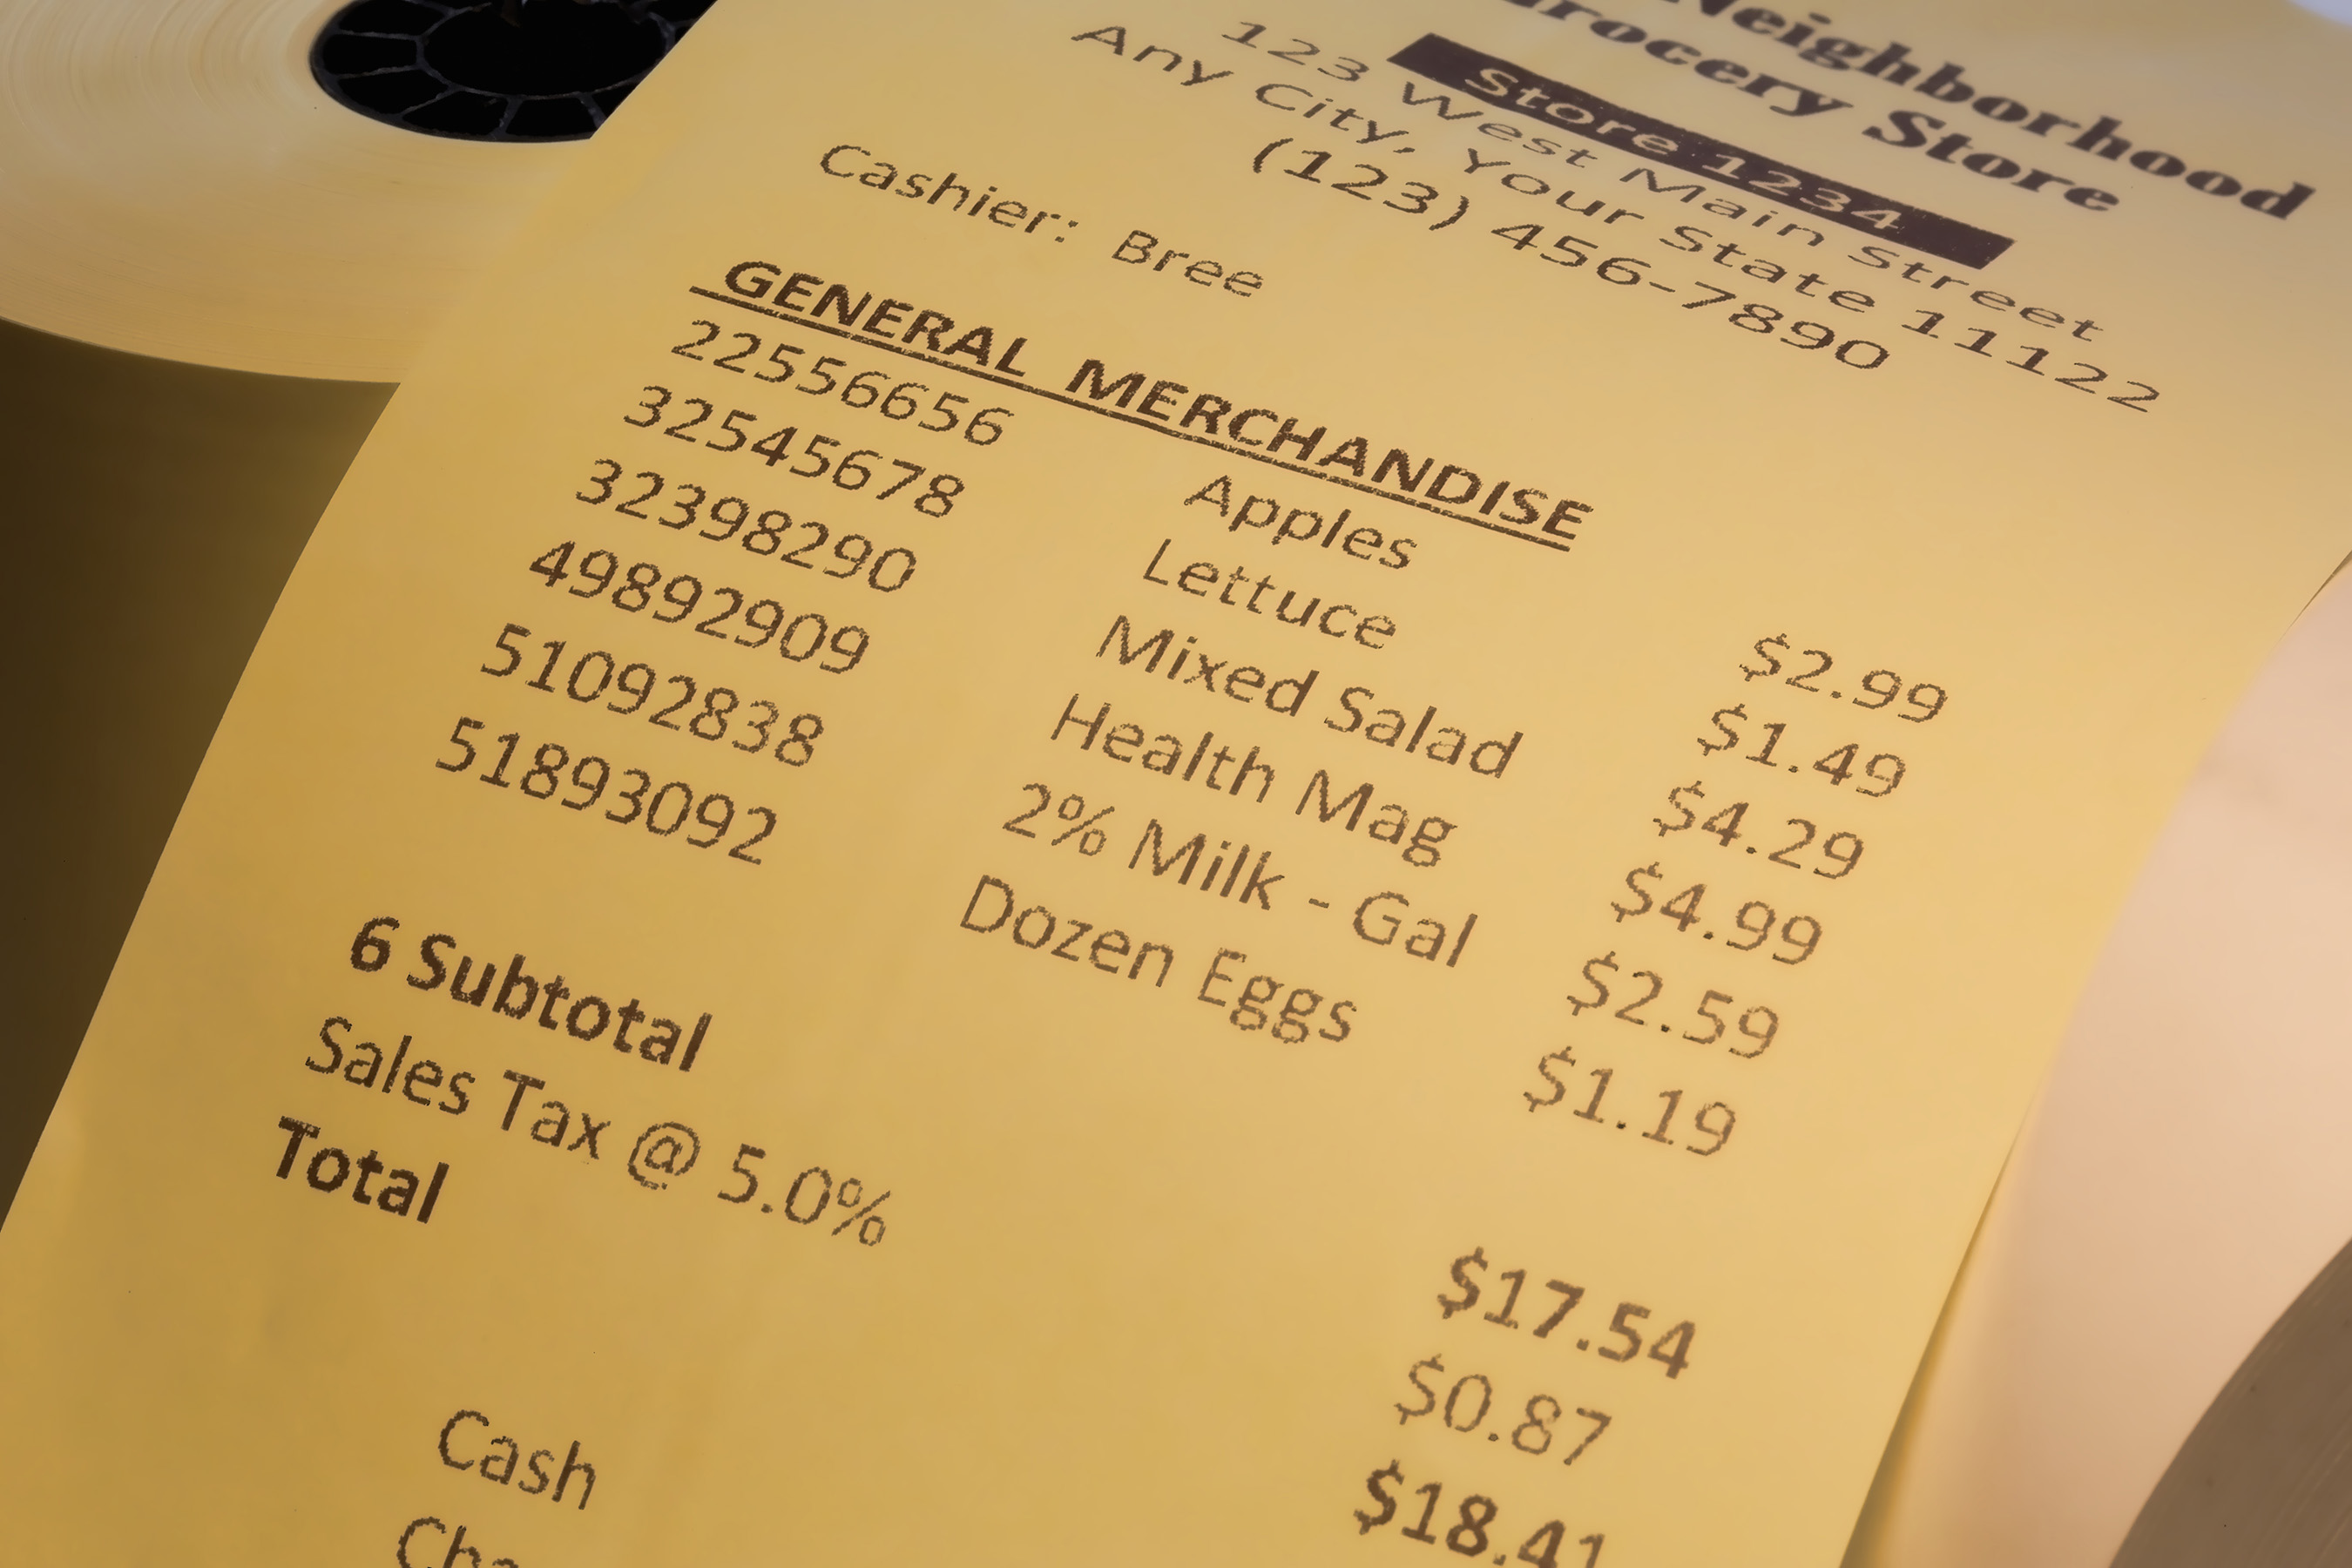 Neighborhood
Grocery Store
Store 1234
123 West Main Street
Any City, Your State 11122
(123) 456-7890
Cashier: Bree
GENERAL MERCHANDISE
22556656 Apples $2.99
32545678 Lettuce $1.49
32398290 Mixed Salad $4.29
49892909 Health Mag $4.99
51092838 2% Milk - Gal $2.59
51893092 Dozen Eggs $1.19
6 Subtotal $17.54
Sales Tax @ 5.0% $0.87
Total $18.41
Cash